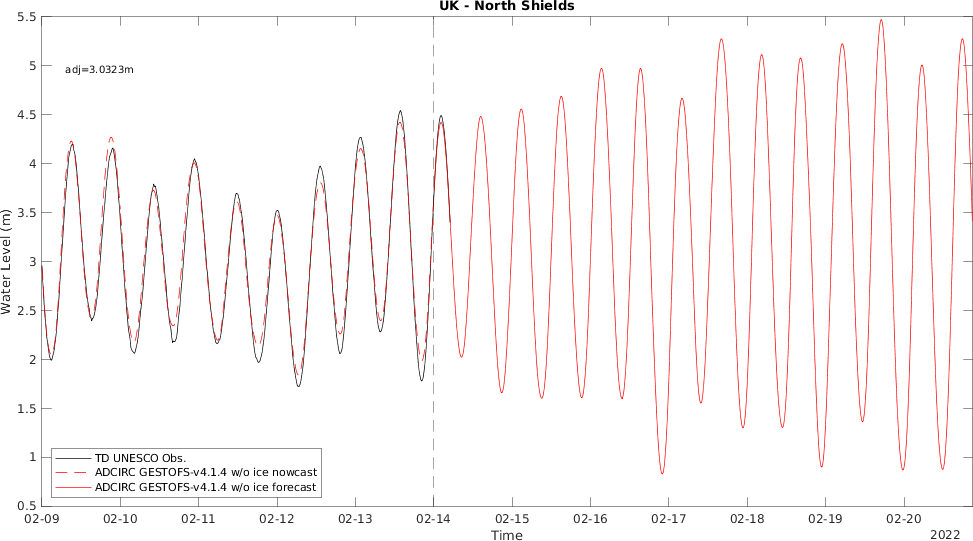 UK - North Shields
5.5
5
4.5
4
3.5
3
2.5
2
1.5
1
0.5
Water Level (m)
adj=3.0323m
TD UNESCO Obs.
ADCIRC GESTOFS-v4.1.4 w/o ice nowcast
ADCIRC GESTOFS-v4.1.4 w/o ice forecast
02-09 02-10 02-11 02-12 02-13 02-14 02-15 02-16 02-17 02-18 02-19 02-20
Time
2022